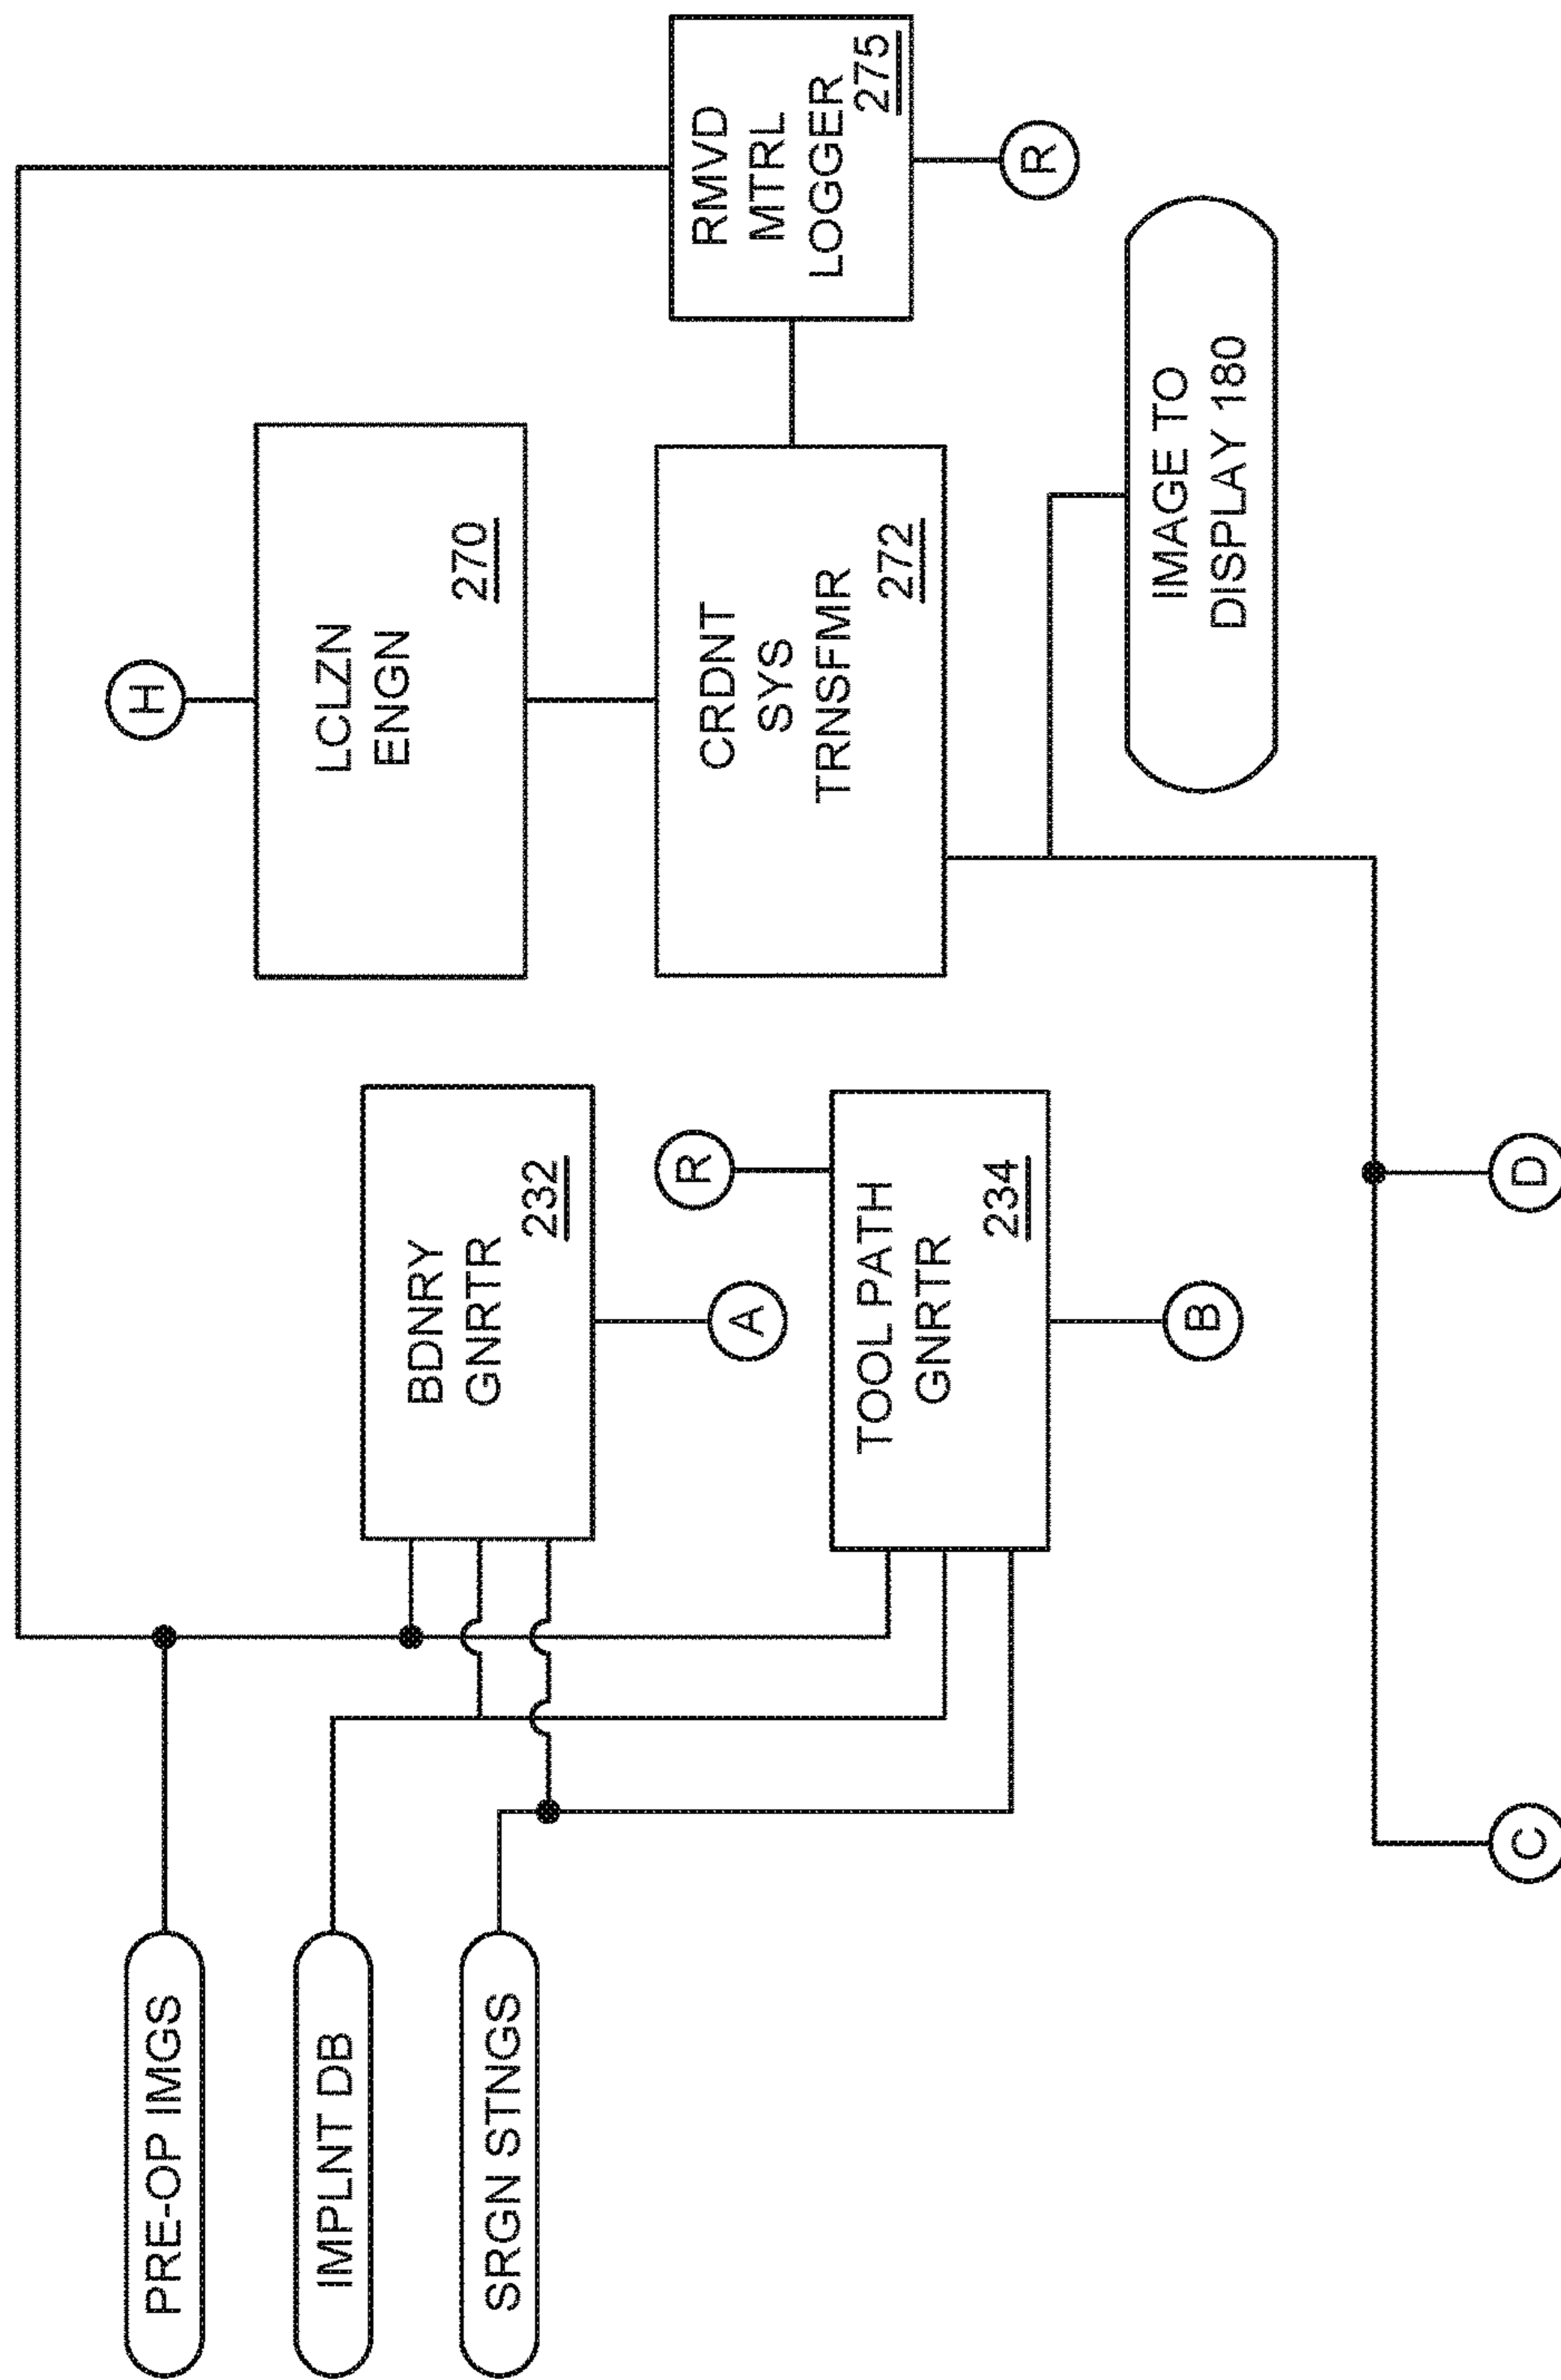 PRE-OP IMGS
IMPLNT DB
SRGN STNGS
BDNRY
GNRTR
232
A
R
TOOL PATH
GNRTR
234
B
H
LCLZN
ENGN
270
CRDNT
SYS
TRNSFMR
272
RMVD
MTRL
LOGGER
275
R
IMAGE TO
DISPLAY 180
C
D